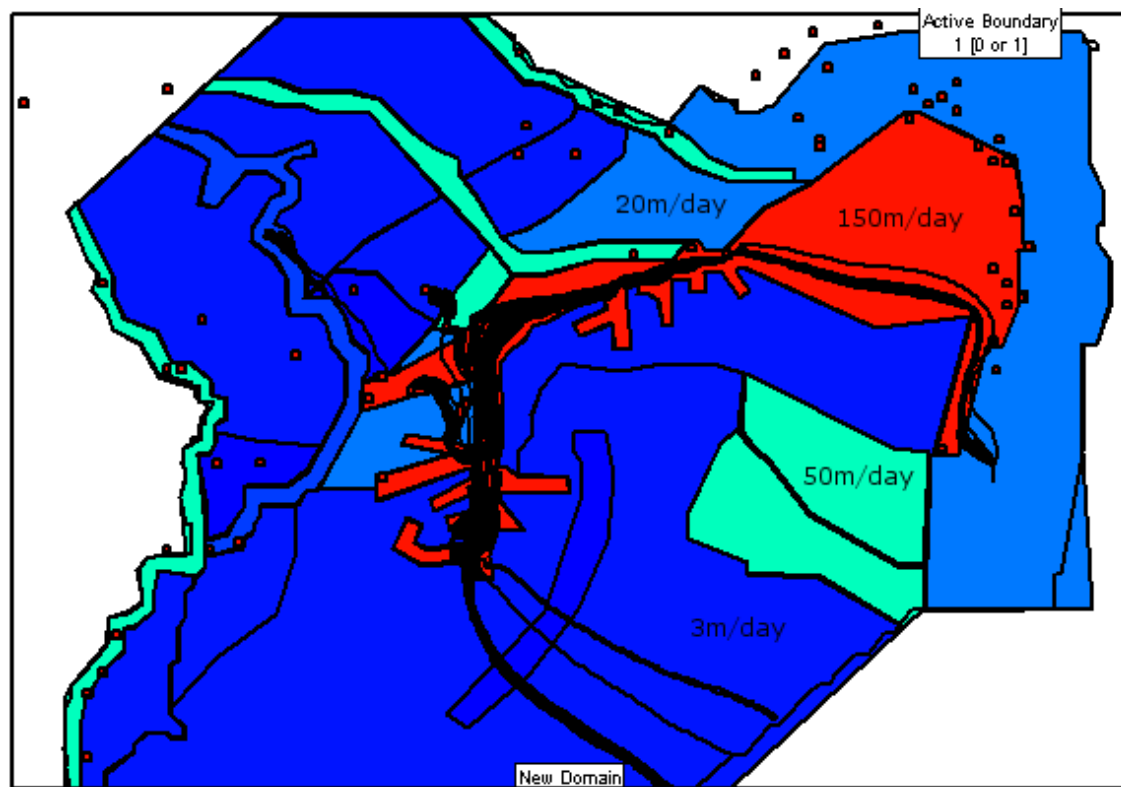 Active Boundary
1 [0 or 1]
20m/day
150m/day
50m/day
3m/day
New Domain